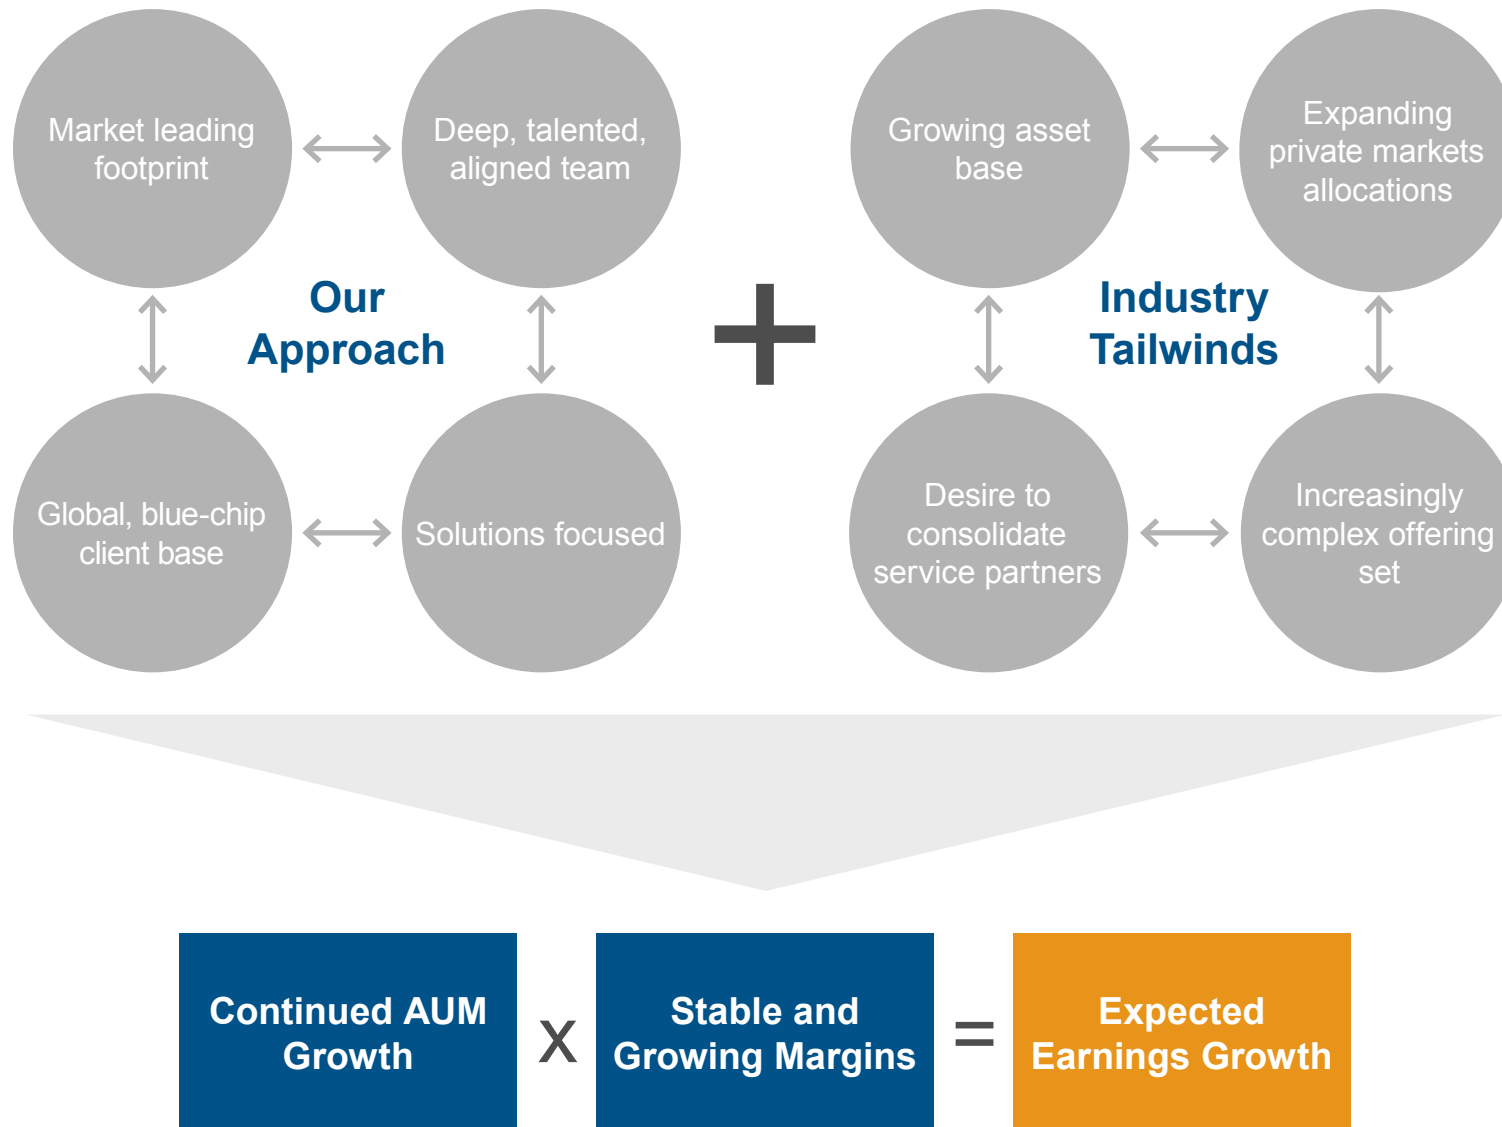 Market leading
footprint
Deep, talented,
aligned team
Our
Approach
Global, blue-chip
client base
Solutions focused
+
Growing asset
base
Expanding
private markets
allocations
Industry
Tailwinds
Desire to
consolidate
service partners
Increasingly
complex offering
set
Continued AUM
Growth
x
Stable and
Growing Margins
=
Expected
Earnings Growth